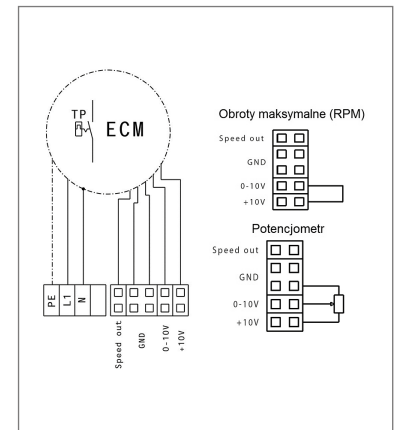 TP
ECM
PE
L1
N
Speed out
GND
0-10V
+10V
Obroty maksymalne (RPM)
Speed out
GND
0-10V
+10V
Potencjometr
Speed out
GND
0-10V
+10V